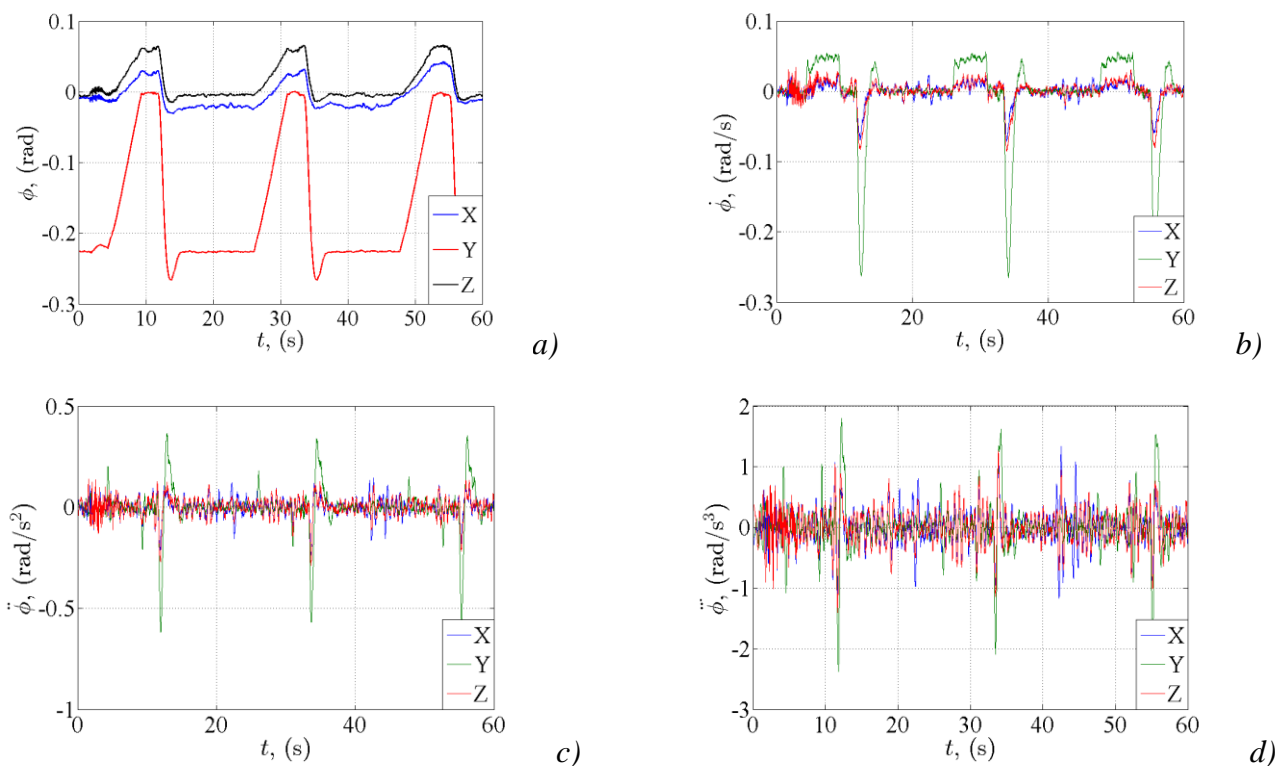 0.1
0
-0.1
-0.2
-0.3
ϕ, (rad)
0 10 20 30 40 50 60
t, (s)
X
Y
Z
a)
0.1
0
-0.1
-0.2
-0.3
ϕ̇, (rad/s)
0 20 40 60
t, (s)
X
Y
Z
b)
0.5
0
-0.5
-1
ϕ̈, (rad/s²)
0 20 40 60
t, (s)
X
Y
Z
c)
2
1
0
-1
-2
-3
ϕ⃛, (rad/s³)
0 10 20 30 40 50 60
t, (s)
X
Y
Z
d)